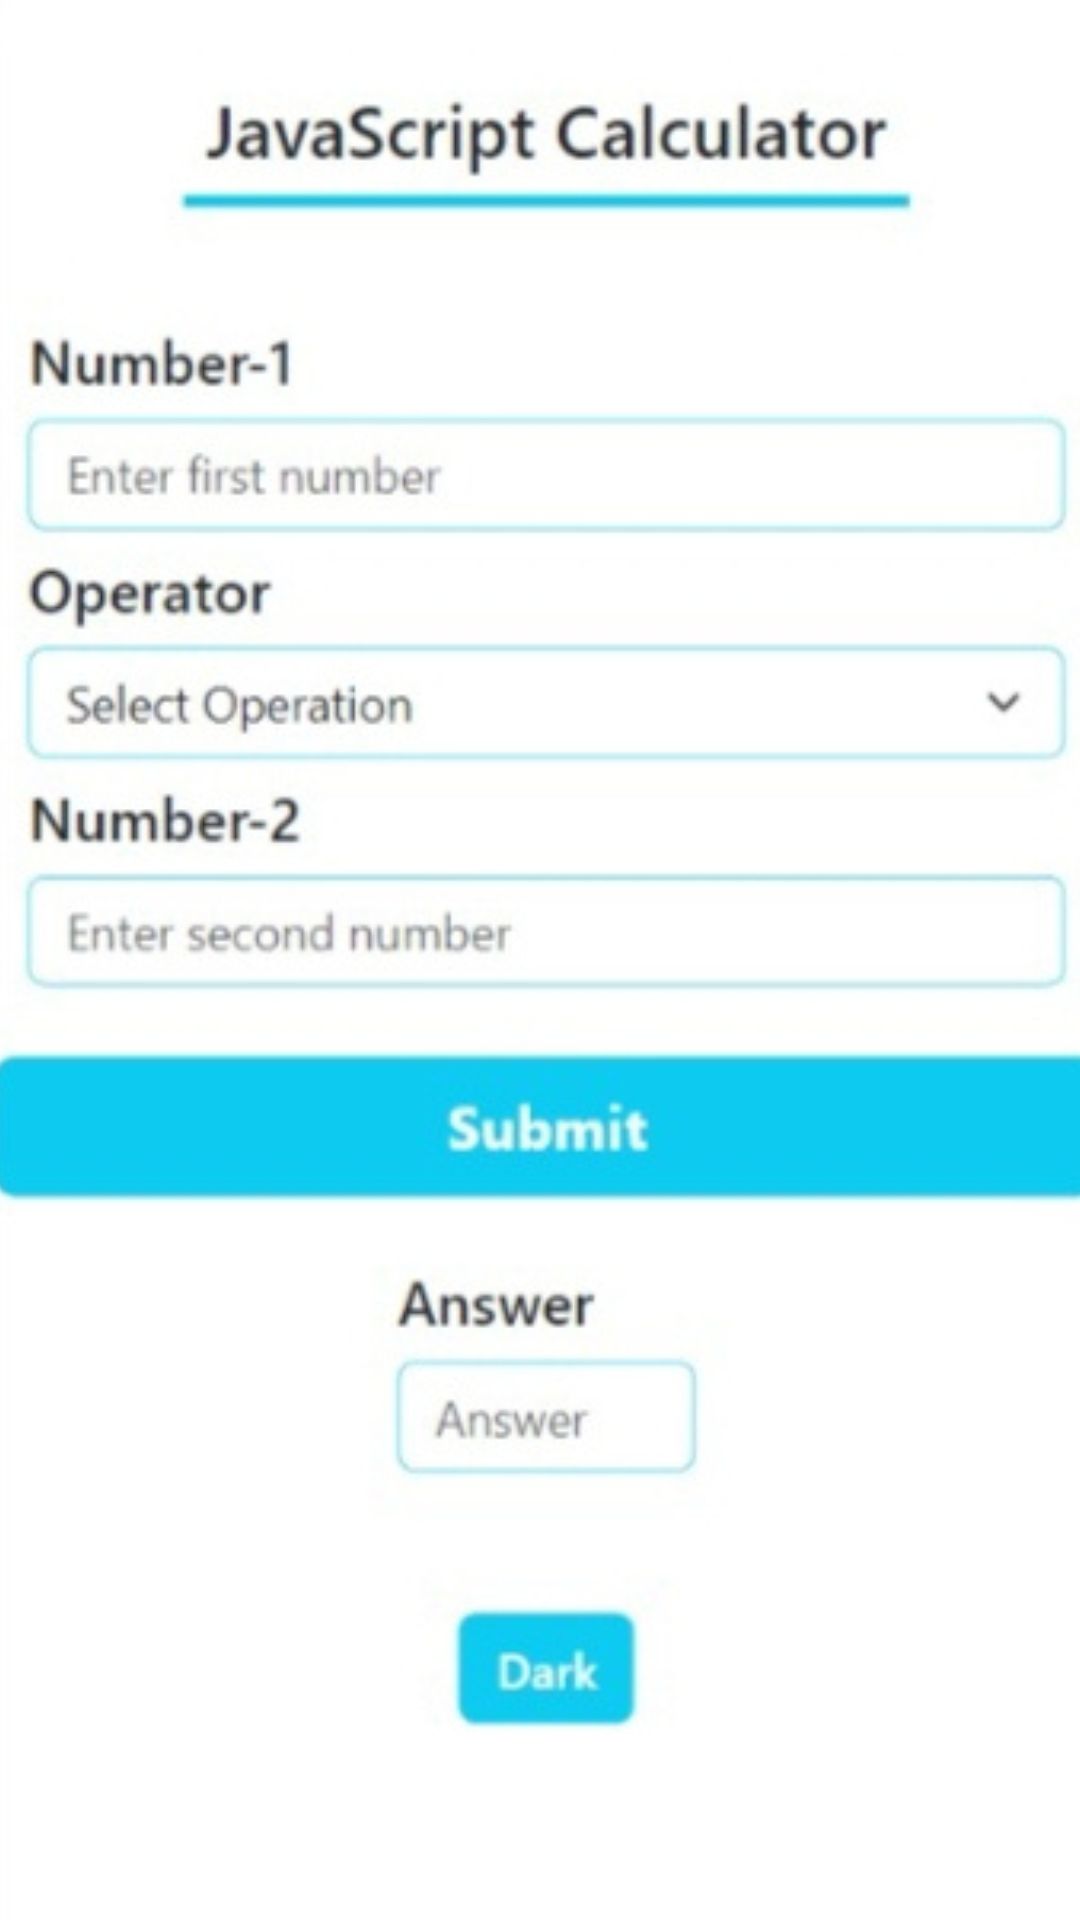 JavaScript Calculator
Number-1
Enter first number
Operator
Select Operation
Number-2
Enter second number
Submit
Answer
Answer
Dark